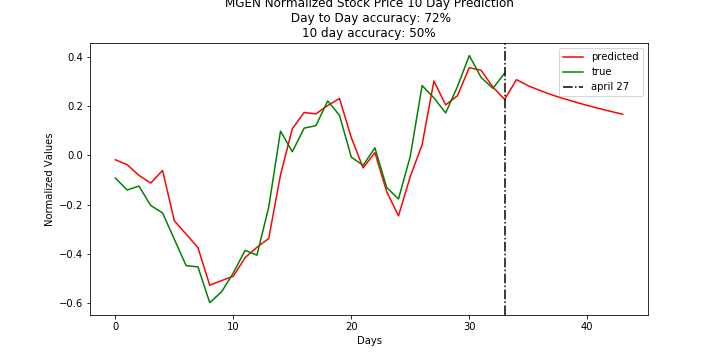 MGEN Normalized Stock Price 10 Day Prediction
Day to Day accuracy: 72%
10 day accuracy: 50%
predicted
true
april 27
Normalized Values
0.4
0.2
0.0
−0.2
−0.4
−0.6
0
10
20
30
40
Days